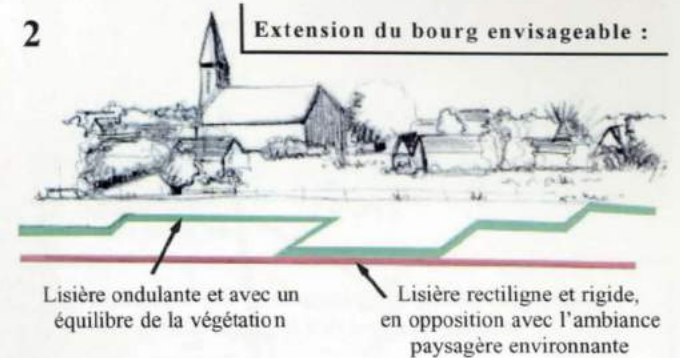 2
Extension du bourg envisageable :
Lisière ondulante et avec un
équilibre de la végétation
Lisière rectiligne et rigide,
en opposition avec l'ambiance
paysagère environnante